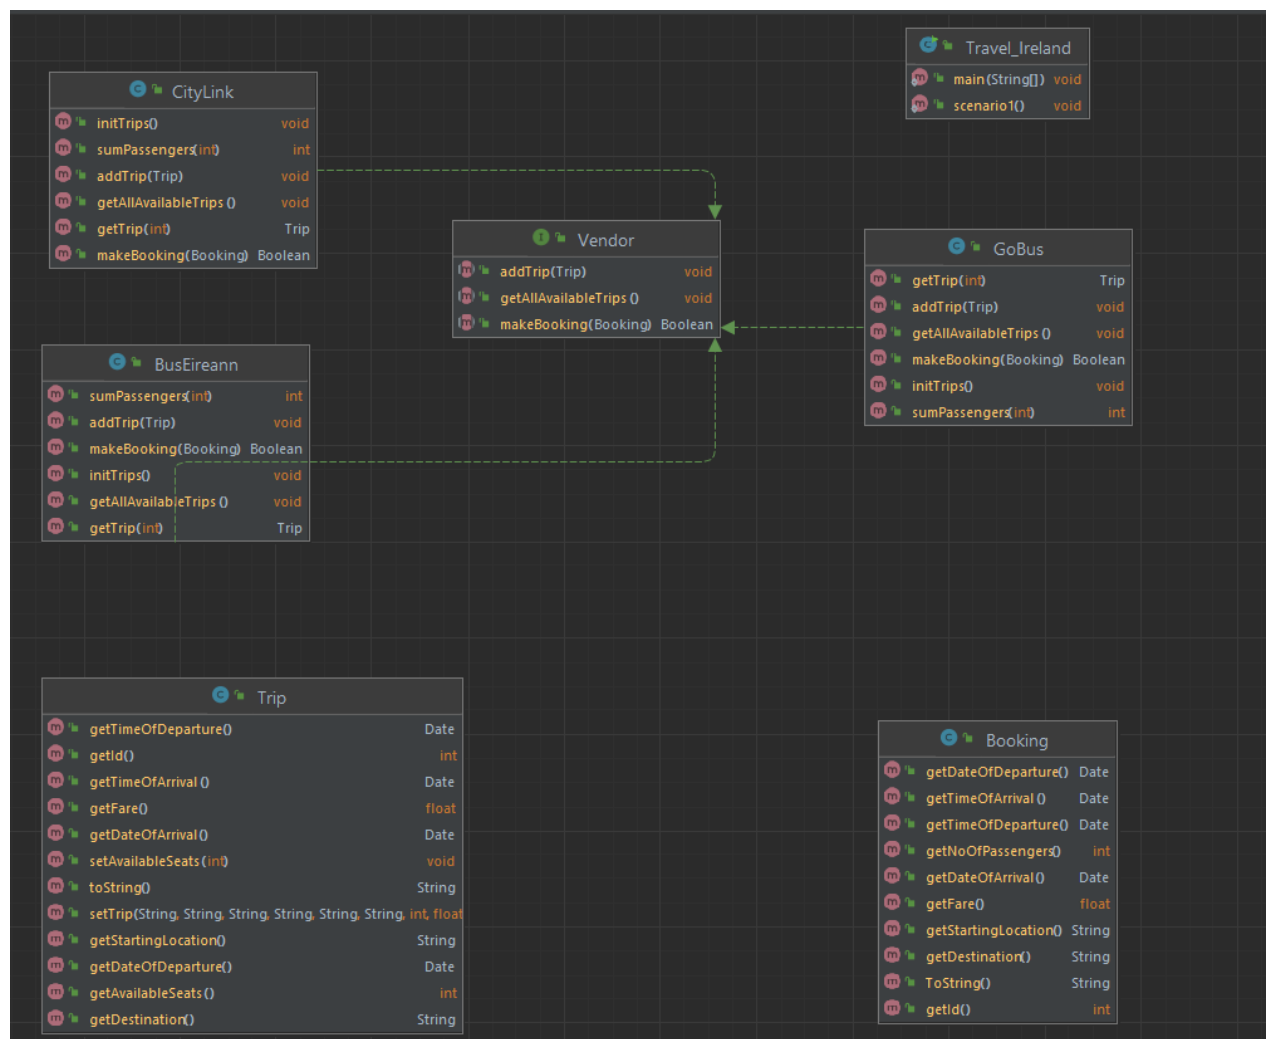 Travel_Ireland
main(String[]) void
scenario1() void
CityLink
initTrips() void
sumPassengers(int) int
addTrip(Trip) void
getAllAvailableTrips () void
getTrip(int) Trip
makeBooking(Booking) Boolean
Vendor
addTrip(Trip) void
getAllAvailableTrips () void
makeBooking(Booking) Boolean
GoBus
getTrip(int) Trip
addTrip(Trip) void
getAllAvailableTrips () void
makeBooking(Booking) Boolean
initTrips() void
sumPassengers(int) int
BusEireann
sumPassengers(int) int
addTrip(Trip) void
makeBooking(Booking) Boolean
initTrips() void
getAllAvailableTrips () void
getTrip(int) Trip
Trip
getTimeOfDeparture() Date
getId() int
getTimeOfArrival () Date
getFare() float
getDateOfArrival() Date
setAvailableSeats(int) void
toString() String
setTrip(String, String, String, String, String, String, int, float
getStartingLocation() String
getDateOfDeparture() Date
getAvailableSeats() int
getDestination() String
Booking
getDateOfDeparture() Date
getTimeOfArrival () Date
getTimeOfDeparture() Date
getNoOfPassengers() int
getDateOfArrival() Date
getFare() float
getStartingLocation() String
getDestination() String
ToString() String
getId() int